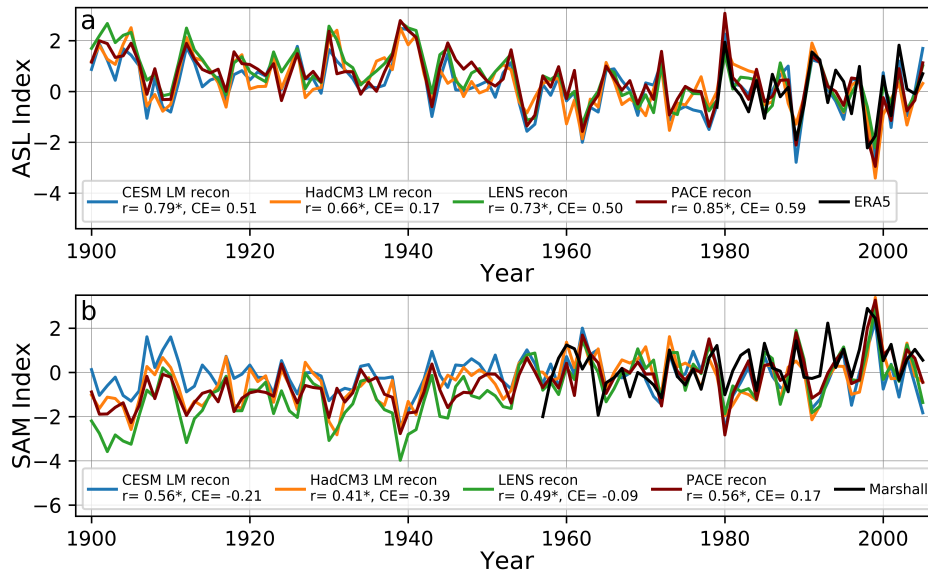 a
ASL Index
2
0
−2
−4
CESM LM recon
r= 0.79*, CE= 0.51
HadCM3 LM recon
r= 0.66*, CE= 0.17
LENS recon
r= 0.73*, CE= 0.50
PACE recon
r= 0.85*, CE= 0.59
ERA5
1900 1920 1940 1960 1980 2000
Year
b
SAM Index
2
0
−2
−4
−6
CESM LM recon
r= 0.56*, CE= -0.21
HadCM3 LM recon
r= 0.41*, CE= -0.39
LENS recon
r= 0.49*, CE= -0.09
PACE recon
r= 0.56*, CE= 0.17
Marshall
1900 1920 1940 1960 1980 2000
Year